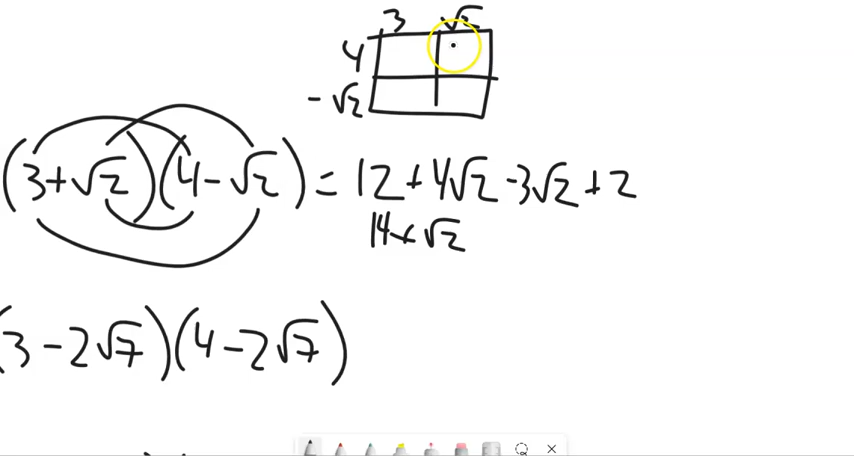 3 √2
4
- √2
(3+√2)(4-√2) = 12 + 4√2 - 3√2 + 2
14 + √2
(3 - 2√7)(4 - 2√7)